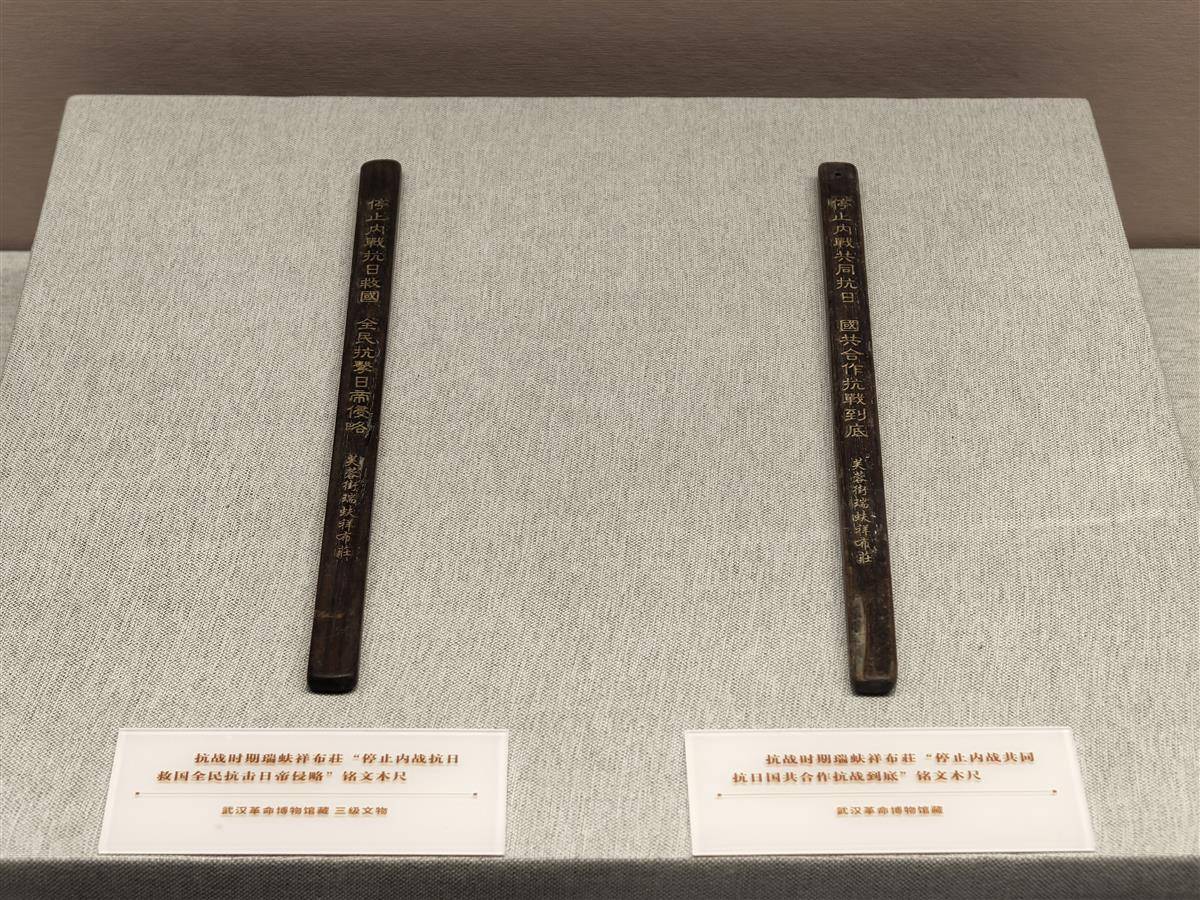 停止内戰抗日救國 全民抗擊日帝侵略
芙蓉街瑞蚨祥布莊
停止内戰共同抗日 國共合作抗戰到底
芙蓉街瑞蚨祥布莊
抗战时期瑞蚨祥布莊“停止内战抗日
救国全民抗击日帝侵略”铭文木尺
武汉革命博物馆藏 三级文物
抗战时期瑞蚨祥布莊“停止内战共同
抗日国共合作抗战到底”铭文木尺
武汉革命博物馆藏